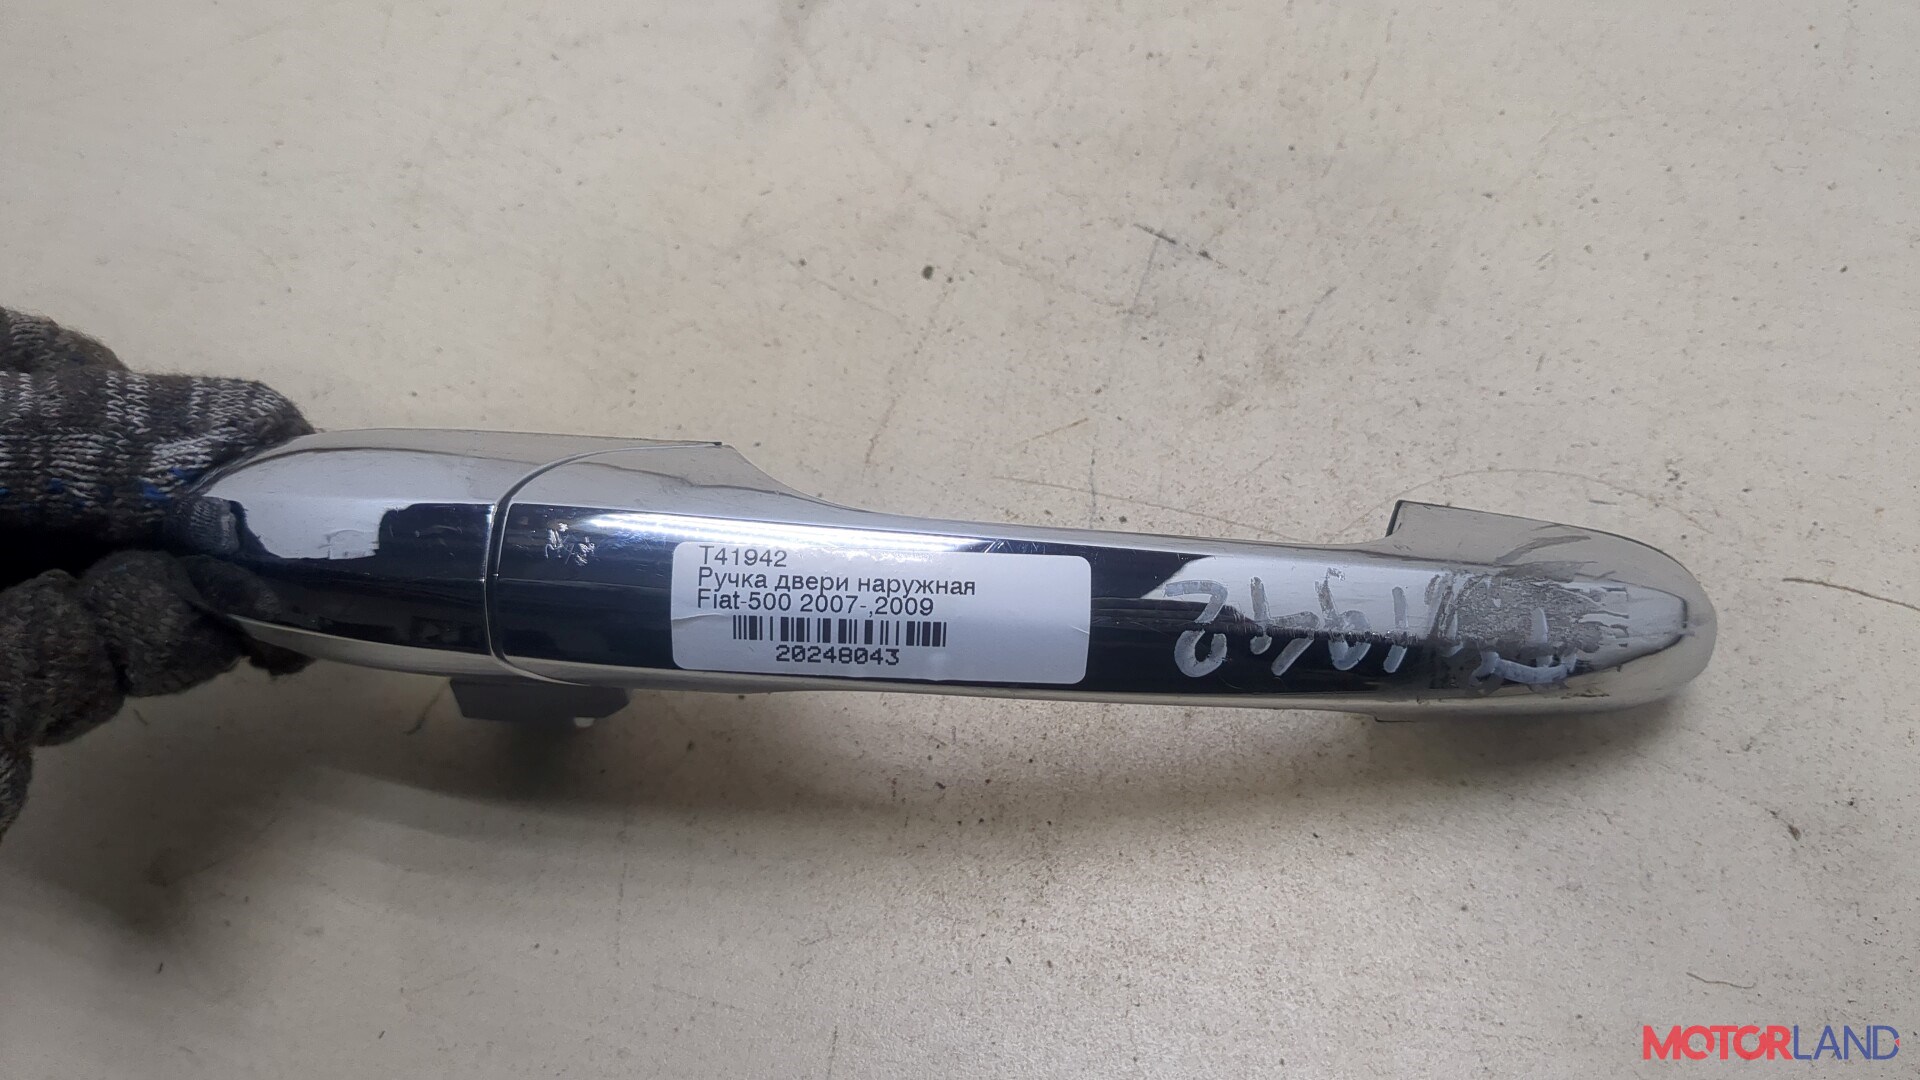 T41942
Ручка двери наружная
Fiat-500 2007-,2009
20248043
MOTORLAND